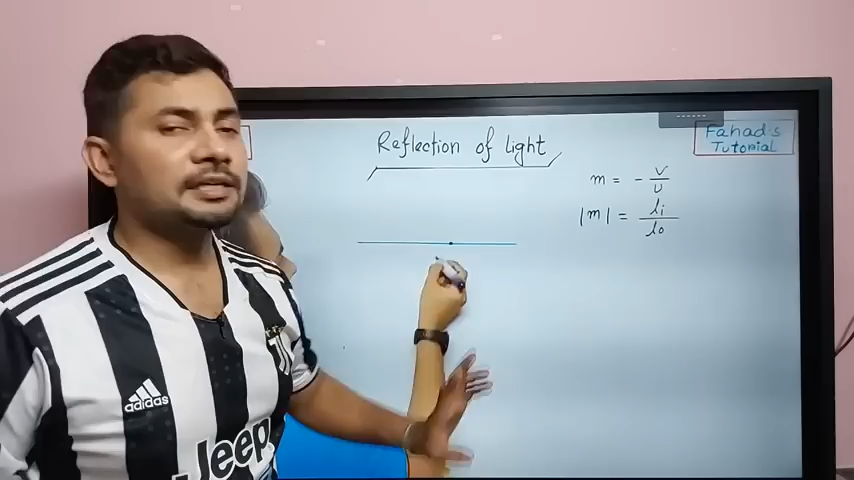 Reflection of light
Fahad's
Tutorial
m = - v/u
|m| = li/lo
adidas
Jeep